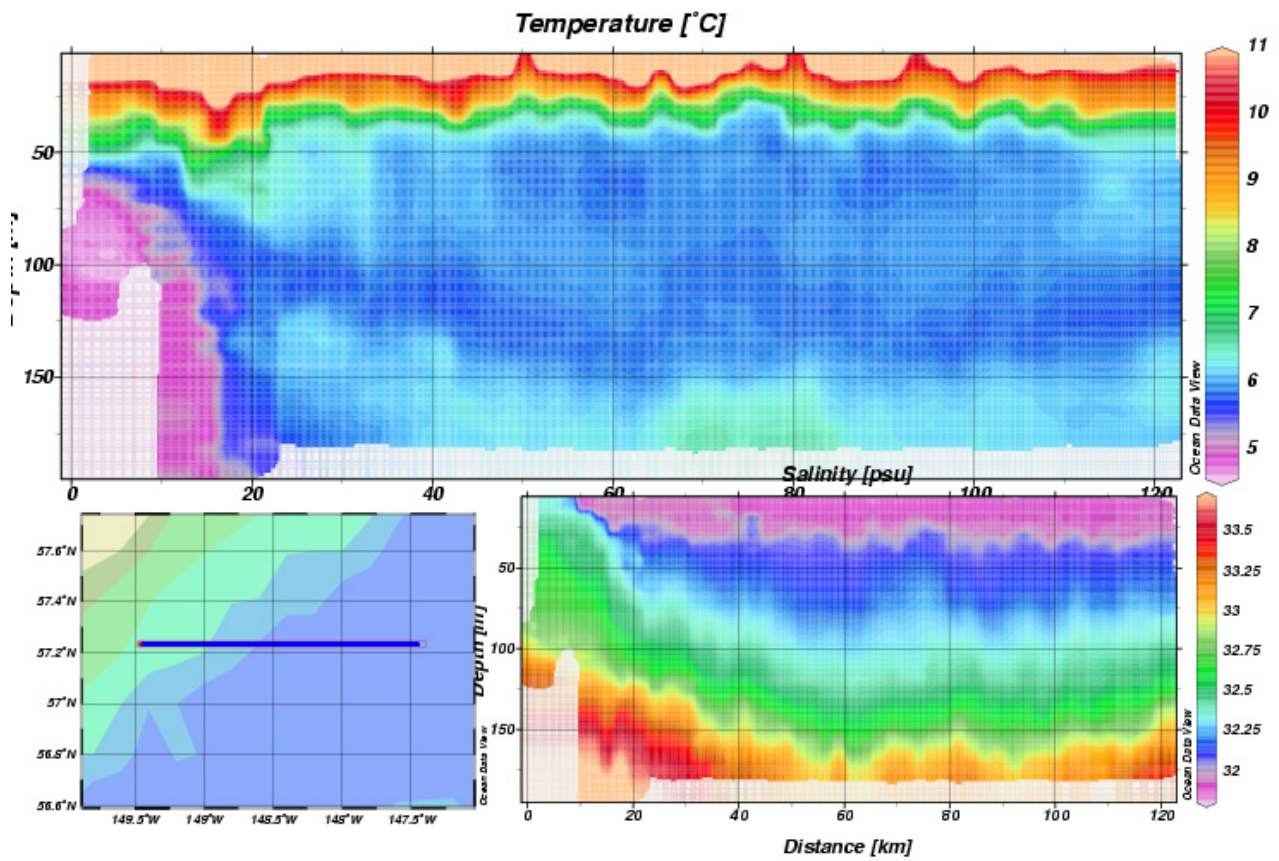 Temperature [˚C]
50
100
150
0
20
40
60
80
100
120
11
10
9
8
7
6
5
Ocean Data View
Salinity [psu]
57.6˚N
57.4˚N
57.2˚N
57˚N
56.8˚N
56.6˚N
149.5˚W
149˚W
148.5˚W
148˚W
147.5˚W
Ocean Data View
Depth [m]
50
100
150
0
20
40
60
80
100
120
Distance [km]
33.5
33.25
33
32.75
32.5
32.25
32
Ocean Data View